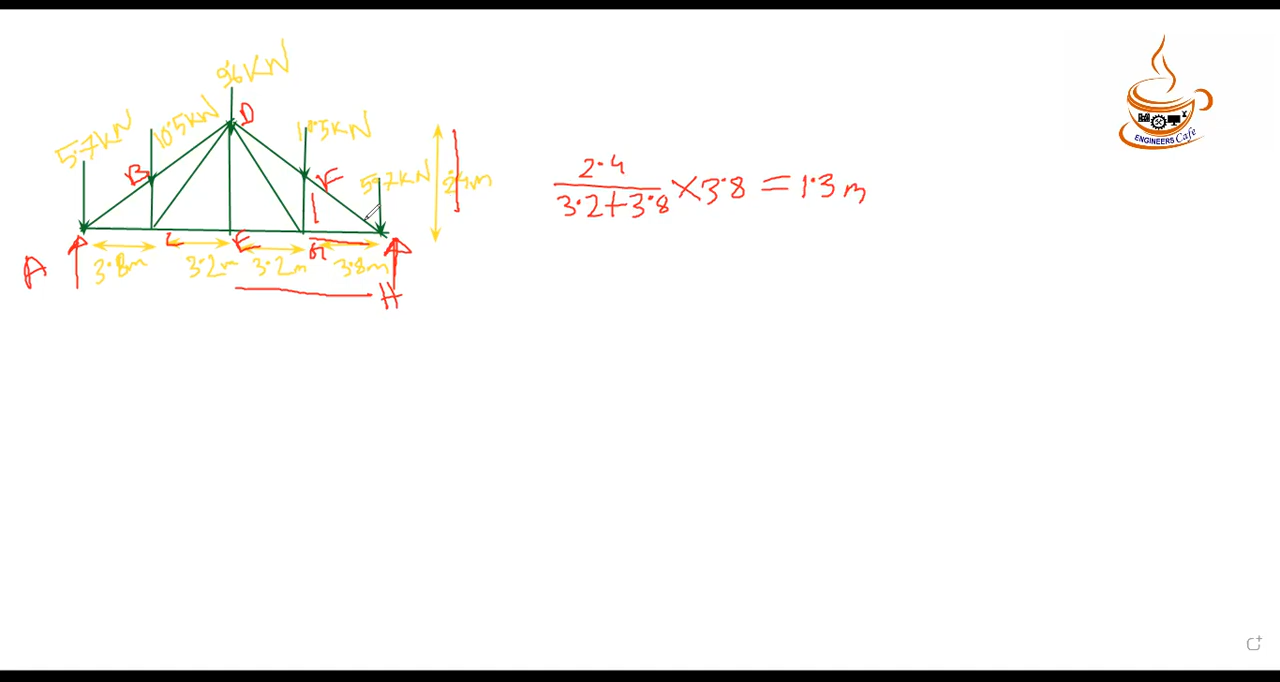 96KN
D
5.7KN
10.5KN
10.5KN
B
F
5.7KN
2.4m
A
3.8m
C
3.2m
E
3.2m
G
3.8m
H
2.4
3.2+3.8 ×3.8 = 1.3 m
ENGINEERS Cafe